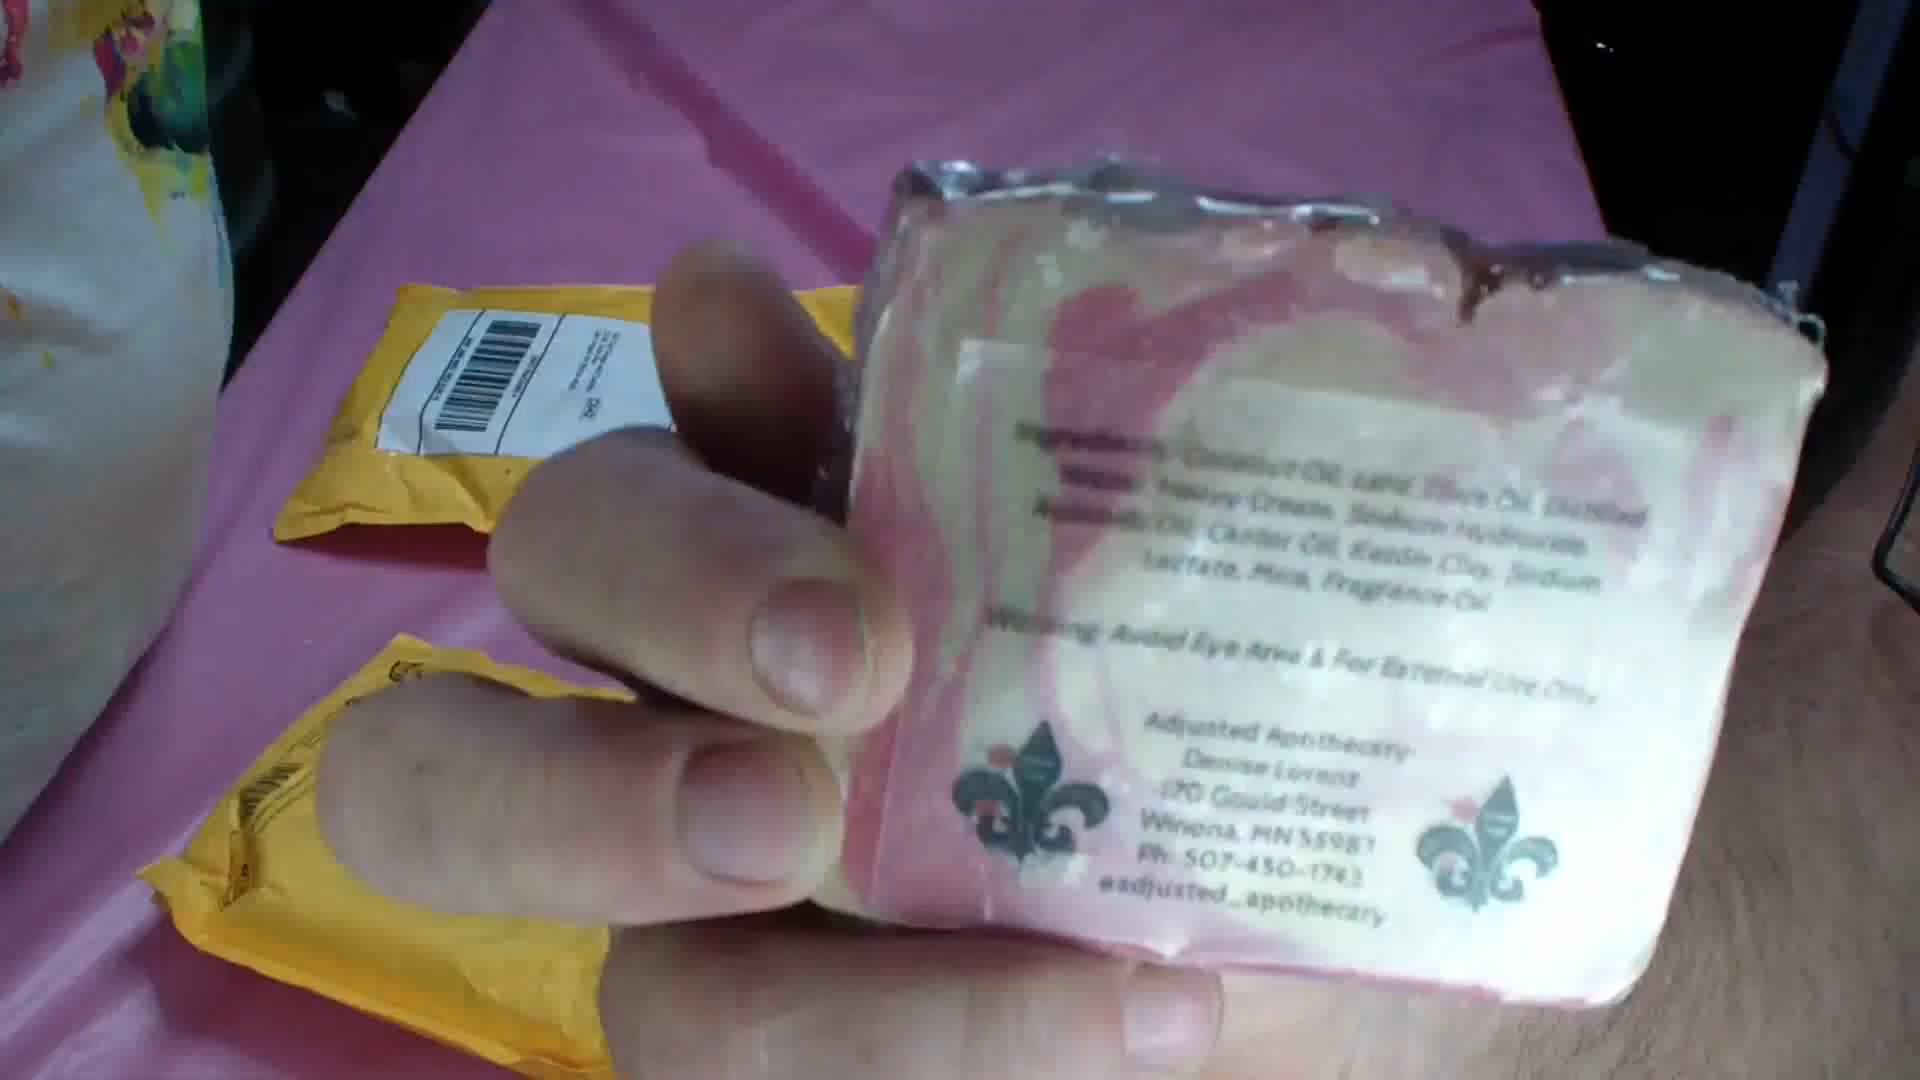 Ingredients: Coconut Oil, Lard, Olive Oil, Distilled
Water, Heavy Cream, Sodium Hydroxide,
Oil, Castor Oil, Kaolin Clay, Sodium
Lactate, Mica, Fragrance Oil
Warning: Avoid Eye Area & For External Use Only
Adjusted Apothecary
Denise Lorent
170 Gould Street
Winona, MN 55987
Ph: 507-450-1743
@adjusted_apothecary